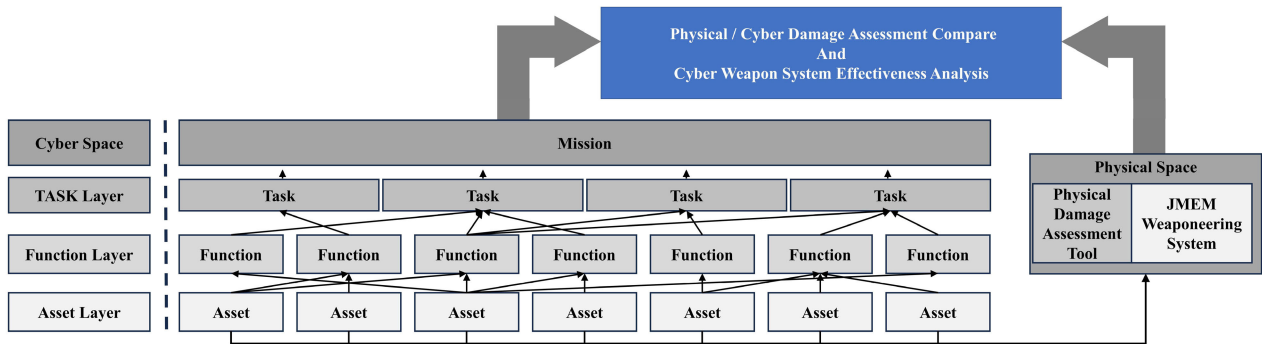 Physical / Cyber Damage Assessment Compare
And
Cyber Weapon System Effectiveness Analysis
Cyber Space
Mission
Physical Space
TASK Layer
Task
Task
Task
Task
Physical
Damage
Assessment
Tool
JMEM
Weaponeering
System
Function Layer
Function
Function
Function
Function
Function
Function
Function
Asset Layer
Asset
Asset
Asset
Asset
Asset
Asset
Asset